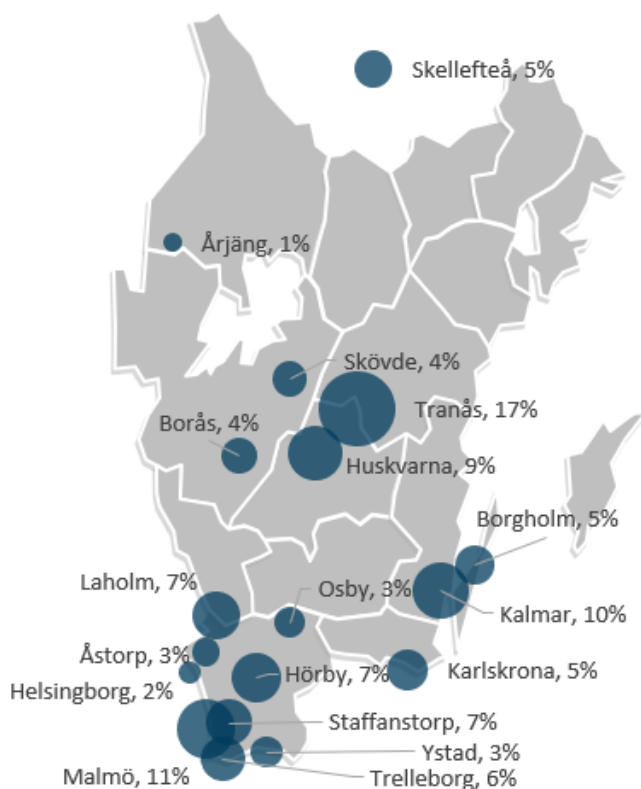 Skellefteå, 5%
Årjäng, 1%
Skövde, 4%
Tranås, 17%
Borås, 4%
Huskvarna, 9%
Borgholm, 5%
Laholm, 7%
Osby, 3%
Kalmar, 10%
Åstorp, 3%
Hörby, 7%
Karlskrona, 5%
Helsingborg, 2%
Staffanstorp, 7%
Ystad, 3%
Malmö, 11%
Trelleborg, 6%